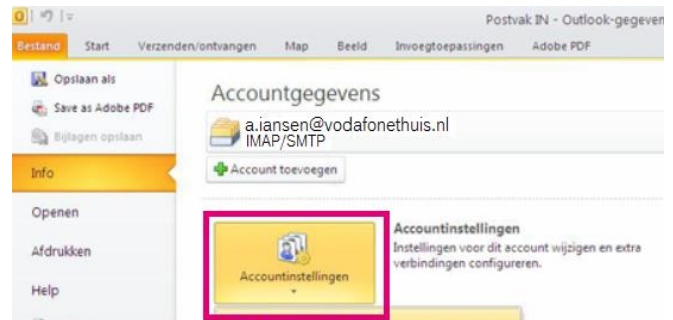 Postvak IN - Outlook-gegeven
Bestand Start Verzenden/ontvangen Map Beeld Invoegtoepassingen Adobe PDF
Opslaan als
Save as Adobe PDF
Bijlagen opslaan
Info
Openen
Afdrukken
Help
Accountgegevens
a.iansen@vodafonethuis.nl
IMAP/SMTP
Account toevoegen
Accountinstellingen
Accountinstellingen
Instellingen voor dit account wijzigen en extra
verbindingen configureren.